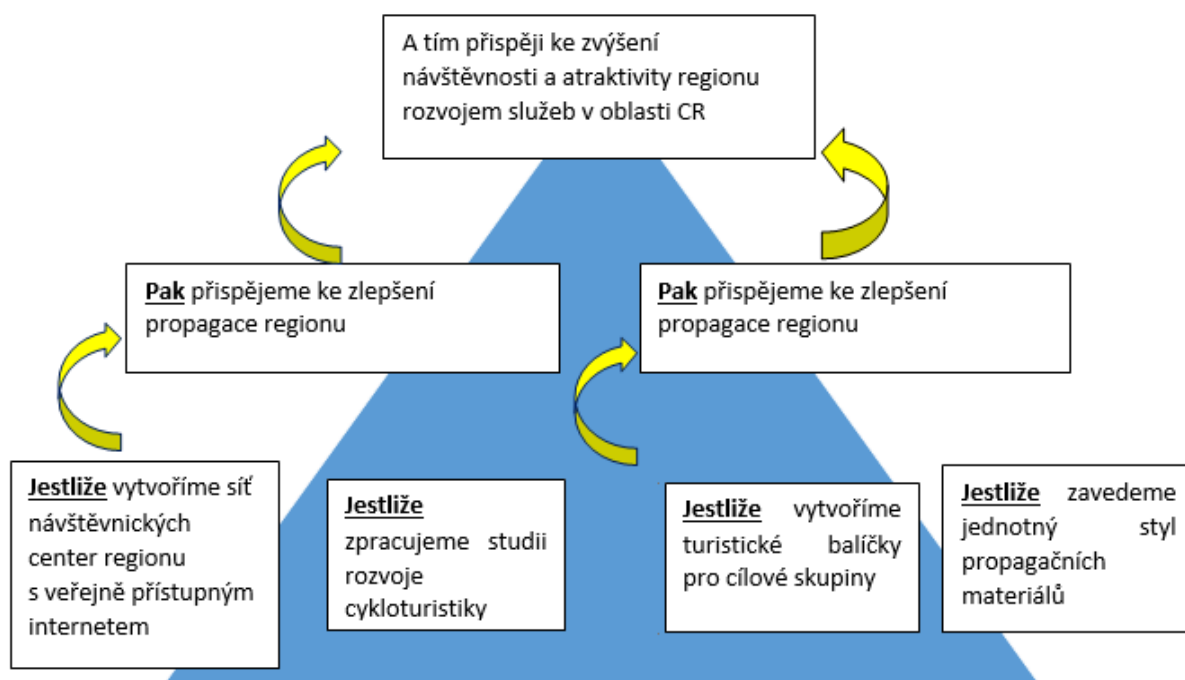 A tím přispěji ke zvýšení
návštěvnosti a atraktivity regionu
rozvojem služeb v oblasti CR
Pak přispějeme ke zlepšení
propagace regionu
Pak přispějeme ke zlepšení
propagace regionu
Jestliže vytvoříme síť
návštěvnických
center regionu
s veřejně přístupným
internetem
Jestliže
zpracujeme studii
rozvoje
cykloturistiky
Jestliže vytvoříme
turistické balíčky
pro cílové skupiny
Jestliže zavedeme
jednotný styl
propagačních
materiálů